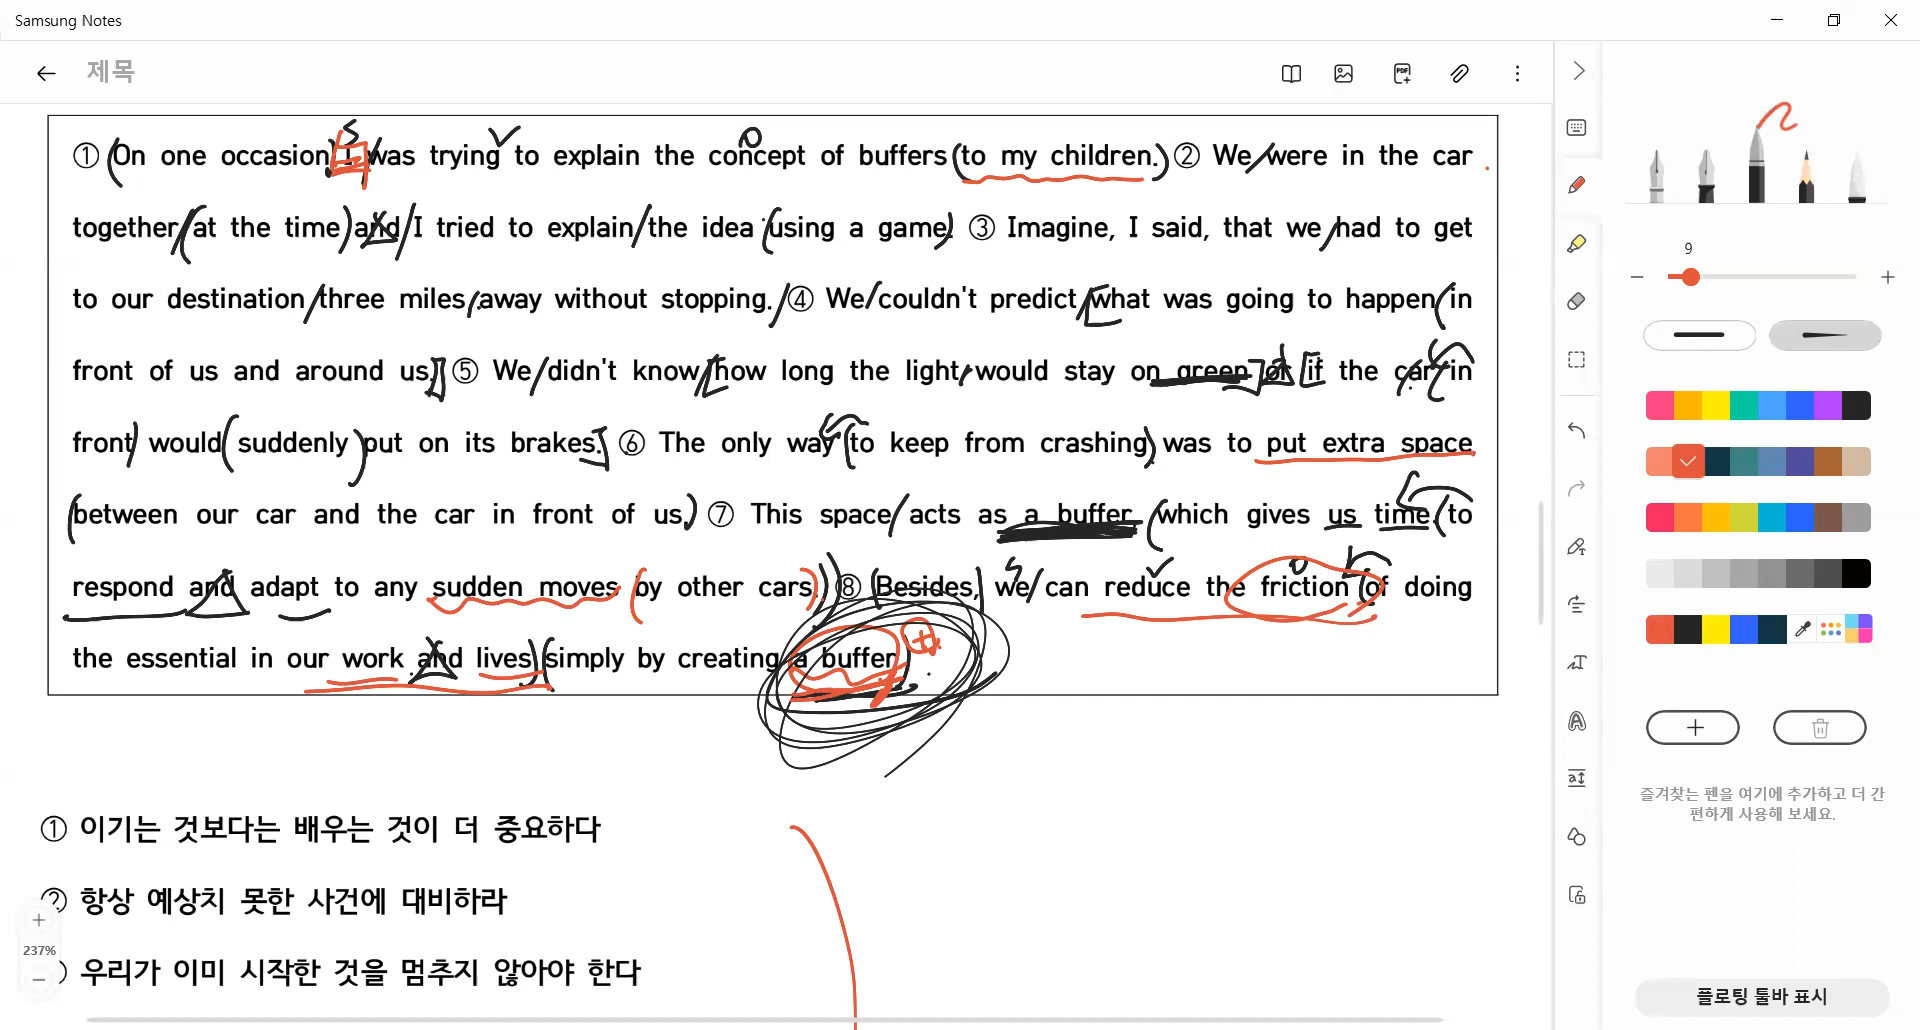 Samsung Notes
제목
① On one occasion, I was trying to explain the concept of buffers to my children. ② We were in the car
together at the time and I tried to explain the idea using a game. ③ Imagine, I said, that we had to get
to our destination three miles away without stopping. ④ We couldn't predict what was going to happen in
front of us and around us. ⑤ We didn't know how long the light would stay on green or if the car in
front would suddenly put on its brakes. ⑥ The only way to keep from crashing was to put extra space
between our car and the car in front of us. ⑦ This space acts as a buffer which gives us time to
respond and adapt to any sudden moves by other cars. ⑧ Besides, we can reduce the friction of doing
the essential in our work and lives simply by creating a buffer
① 이기는 것보다는 배우는 것이 더 중요하다
② 항상 예상치 못한 사건에 대비하라
우리가 이미 시작한 것을 멈추지 않아야 한다
237%
9
즐겨찾는 펜을 여기에 추가하고 더 간
편하게 사용해 보세요.
플로팅 툴바 표시